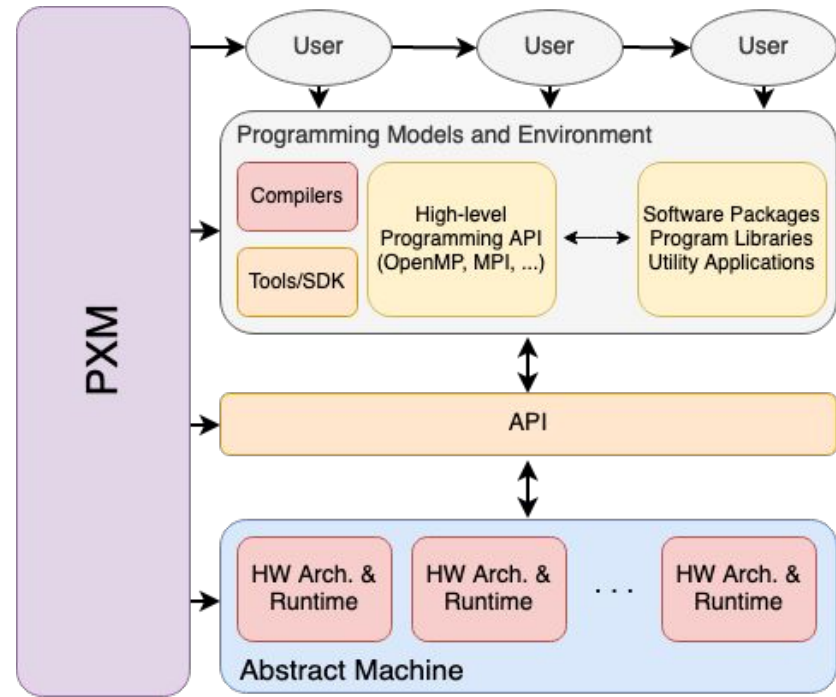 PXM
User
User
User
Programming Models and Environment
Compilers
Tools/SDK
High-level
Programming API
(OpenMP, MPI, ...)
Software Packages
Program Libraries
Utility Applications
API
HW Arch. &
Runtime
HW Arch. &
Runtime
. . .
HW Arch. &
Runtime
Abstract Machine